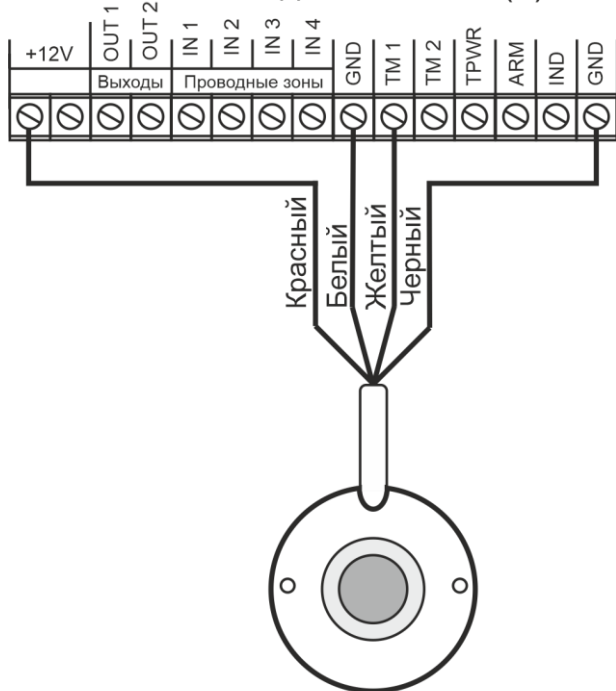 +12V
OUT 1
OUT 2
IN 1
IN 2
IN 3
IN 4
GND
TM 1
TM 2
TPWR
ARM
IND
GND
Выходы
Проводные зоны
Красный
Белый
Желтый
Черный